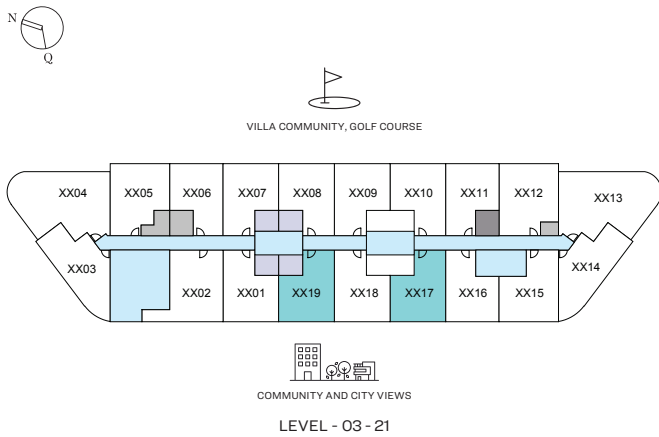 N
Q
VILLA COMMUNITY, GOLF COURSE
XX04 XX05 XX06 XX07 XX08 XX09 XX10 XX11 XX12 XX13
XX03 XX02 XX01 XX19 XX18 XX17 XX16 XX15 XX14
COMMUNITY AND CITY VIEWS
LEVEL - 03 - 21